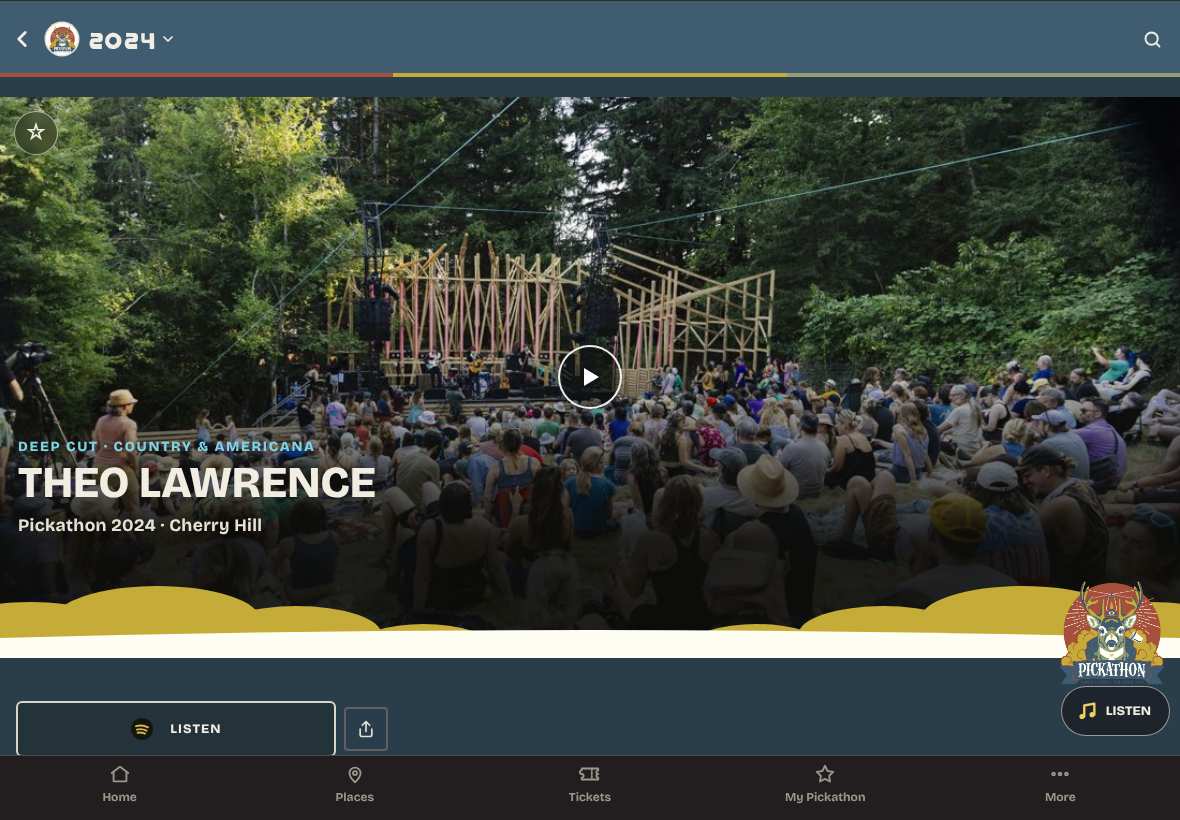 2024
DEEP CUT · COUNTRY & AMERICANA
THEO LAWRENCE
Pickathon 2024 · Cherry Hill
PICKATHON
LISTEN
LISTEN
Home
Places
Tickets
My Pickathon
More